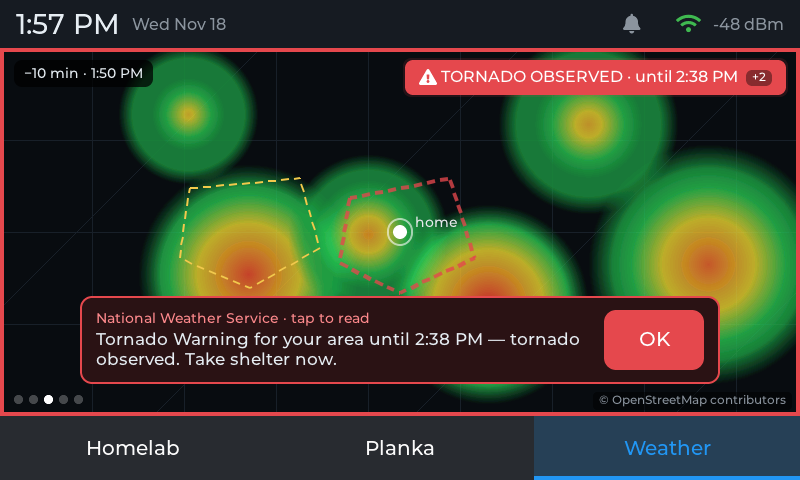 1:57 PM Wed Nov 18 -48 dBm
−10 min · 1:50 PM
TORNADO OBSERVED · until 2:38 PM +2
home
National Weather Service · tap to read
Tornado Warning for your area until 2:38 PM — tornado
observed. Take shelter now.
OK
© OpenStreetMap contributors
Homelab Planka Weather